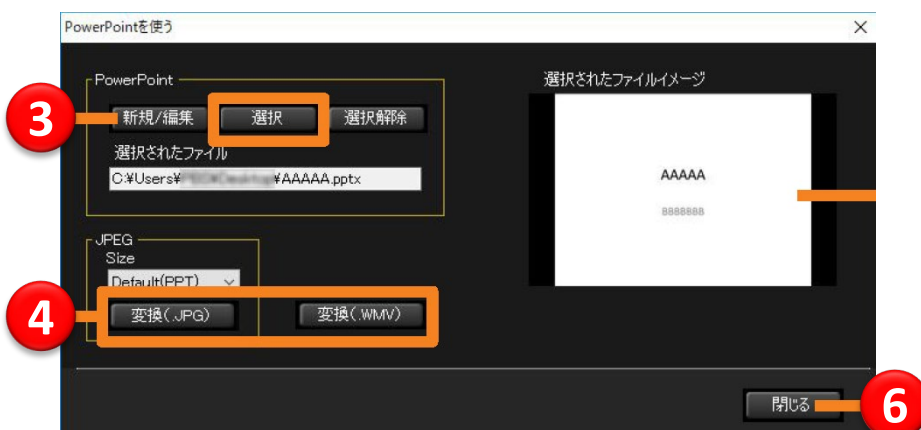 PowerPointを使う
PowerPoint
選択されたファイルイメージ
3
新規/編集 選択 選択解除
選択されたファイル
C:¥Users¥ ¥AAAAA.pptx
AAAAA
BBBBBBB
JPEG
Size
Default(PPT)
4
変換(.JPG) 変換(.WMV)
閉じる
6